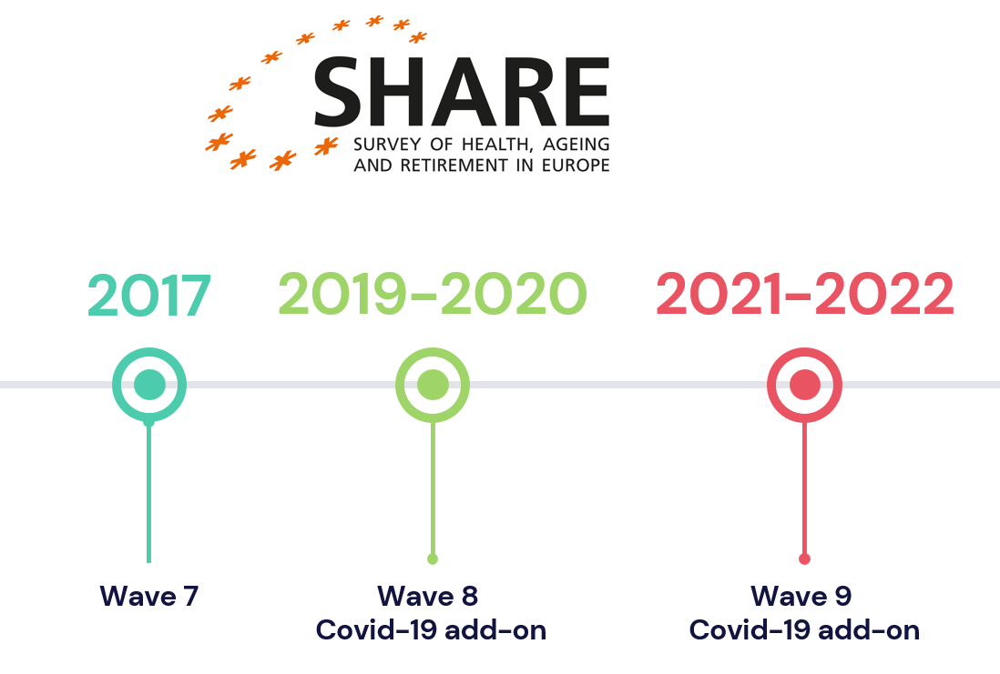 SHARE
SURVEY OF HEALTH, AGEING
AND RETIREMENT IN EUROPE
2017
2019-2020
2021-2022
Wave 7
Wave 8
Covid-19 add-on
Wave 9
Covid-19 add-on